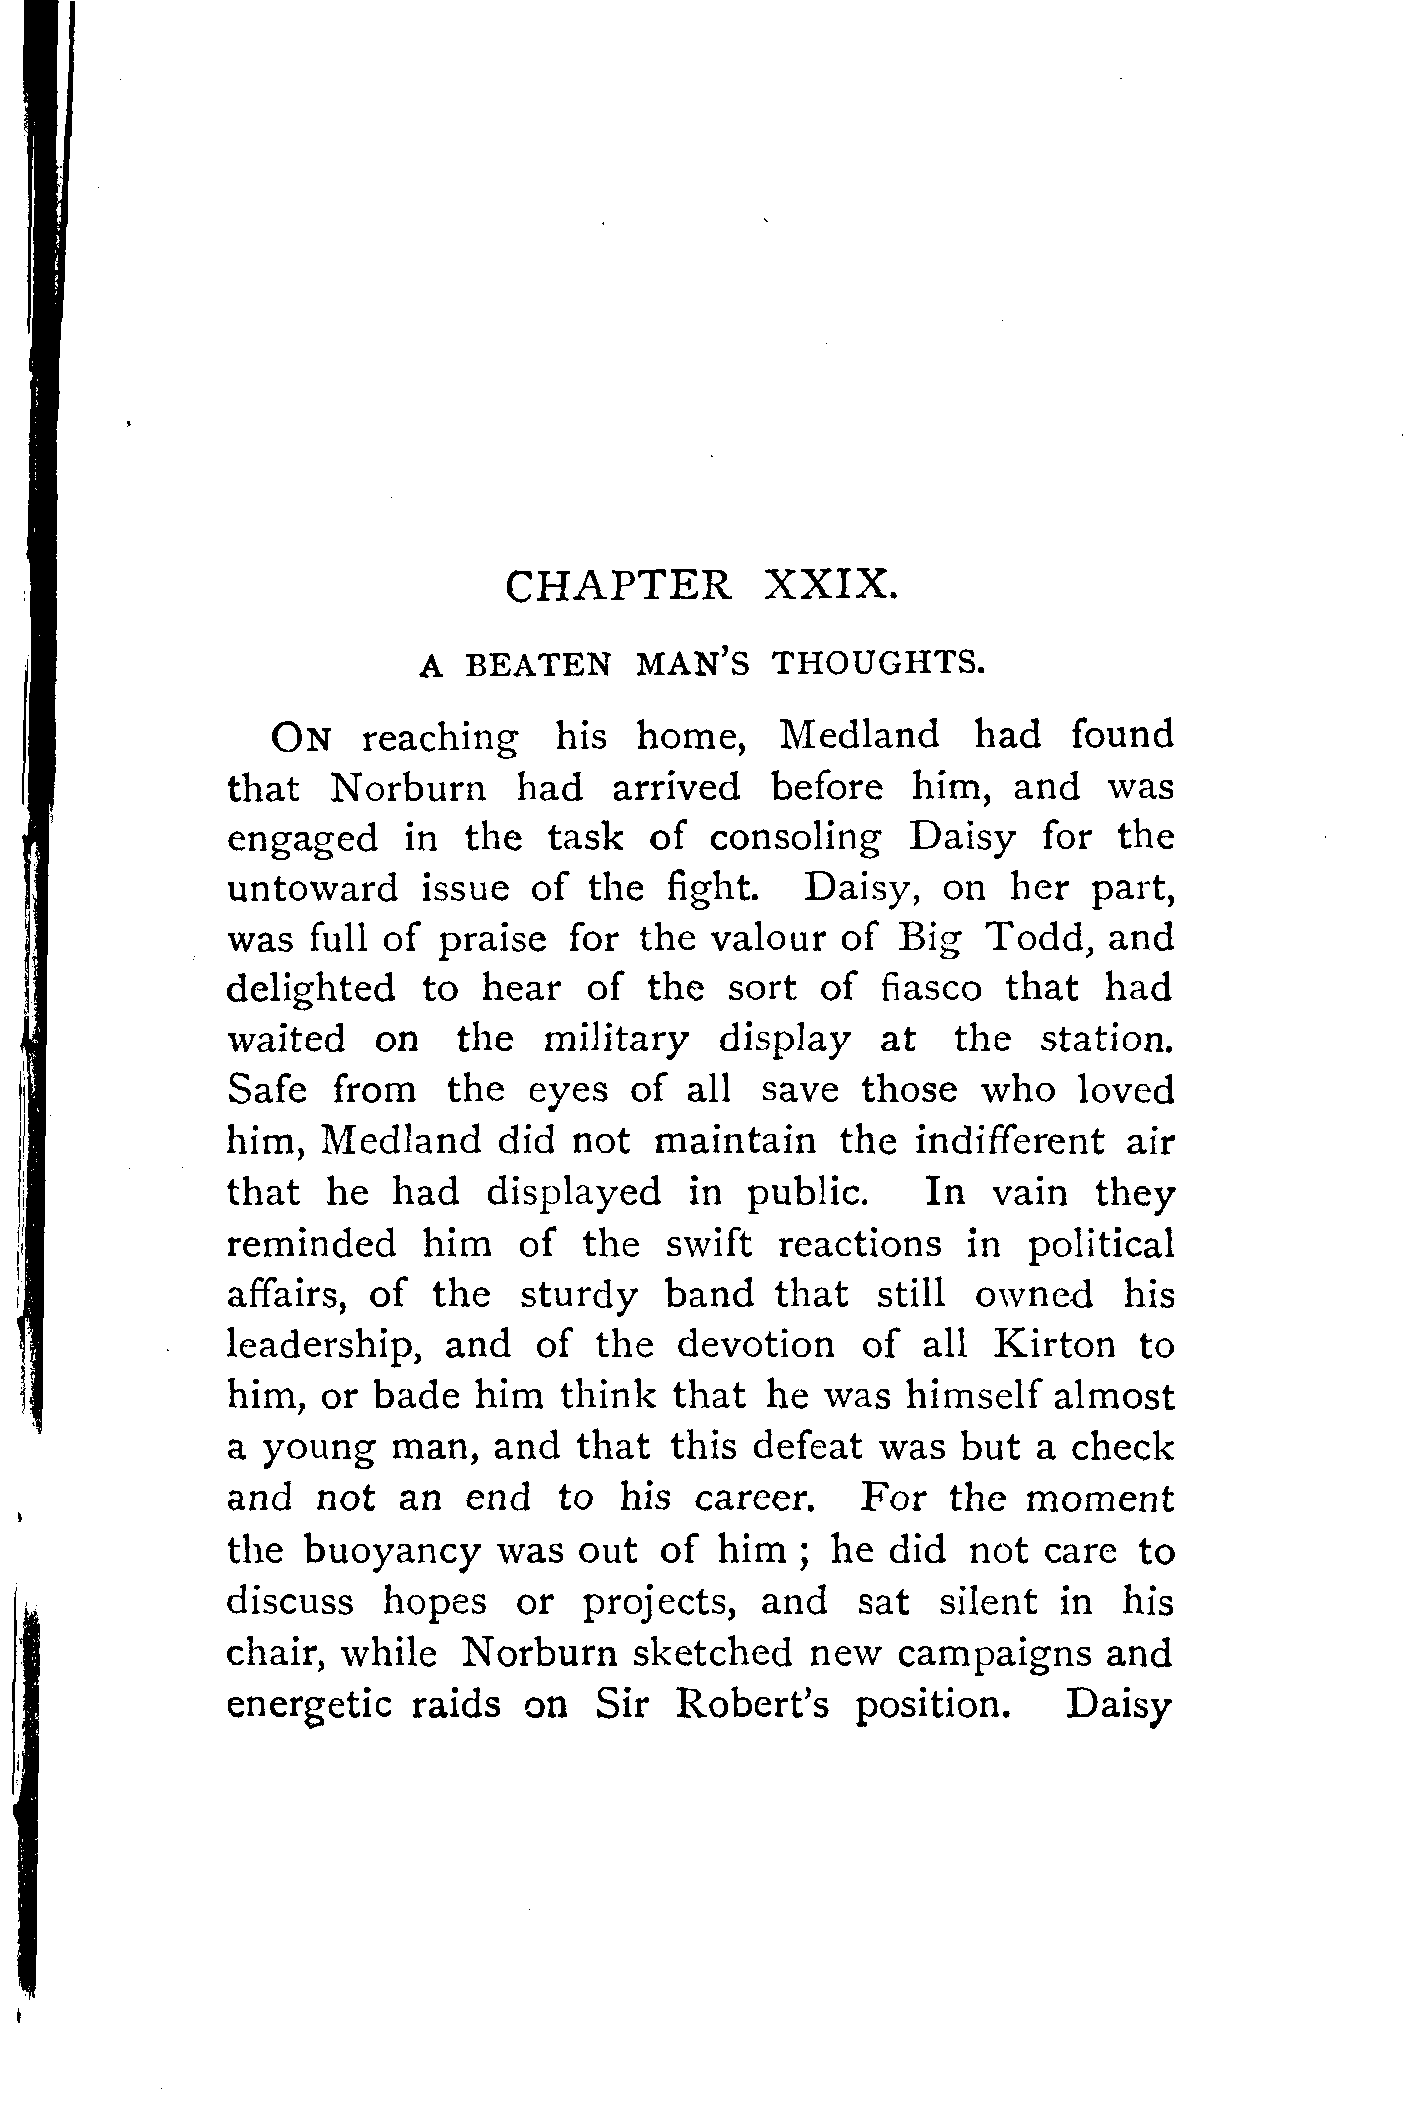 CHAPTER XXIX.
A BEATEN MAN'S THOUGHTS.
ON reaching his home, Medland had found
that Norburn had arrived before him, and was
engaged in the task of consoling Daisy for the
untoward issue of the fight. Daisy, on her part,
was full of praise for the valour of Big Todd, and
delighted to hear of the sort of fiasco that had
waited on the military display at the station.
Safe from the eyes of all save those who loved
him, Medland did not maintain the indifferent air
that he had displayed in public. In vain they
reminded him of the swift reactions in political
affairs, of the sturdy band that still owned his
leadership, and of the devotion of all Kirton to
him, or bade him think that he was himself almost
a young man, and that this defeat was but a check
and not an end to his career. For the moment
the buoyancy was out of him ; he did not care to
discuss hopes or projects, and sat silent in his
chair, while Norburn sketched new campaigns and
energetic raids on Sir Robert's position. Daisy